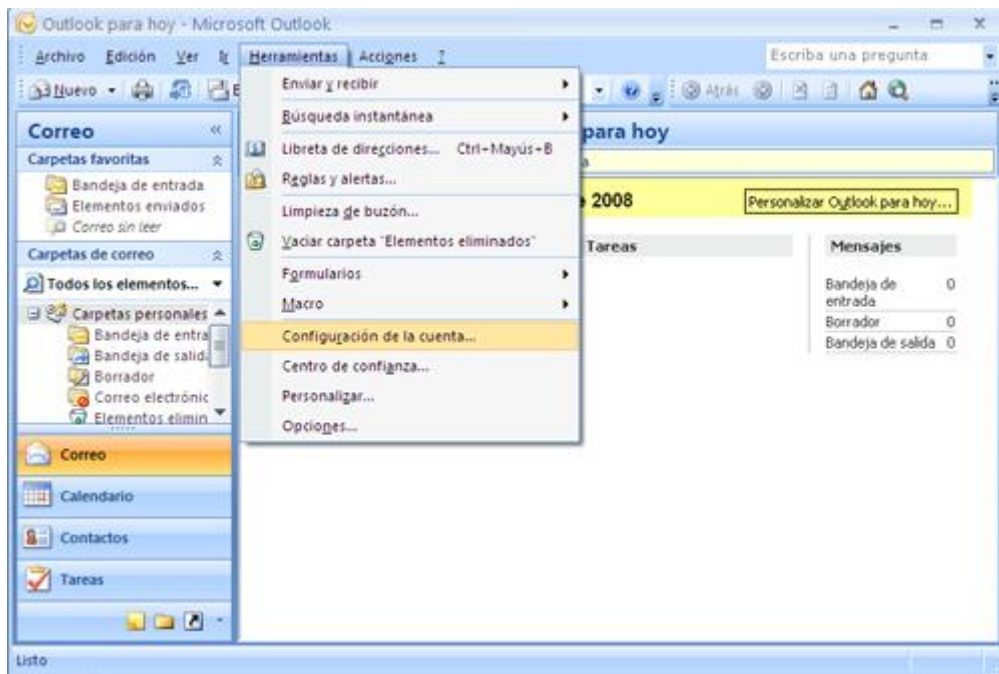 Outlook para hoy - Microsoft Outlook
Archivo Edición Ver Ir Herramientas Acciones ?
Escriba una pregunta
Nuevo
Atrás
Correo
Carpetas favoritas
Bandeja de entrada
Elementos enviados
Correo sin leer
Carpetas de correo
Todos los elementos...
Carpetas personales
Bandeja de entra
Bandeja de salida
Borrador
Correo electrónic
Elementos elimin
Correo
Calendario
Contactos
Tareas
Enviar y recibir
Búsqueda instantánea
Libreta de direcciones... Ctrl+Mayús+B
Reglas y alertas...
Limpieza de buzón...
Vaciar carpeta "Elementos eliminados"
Formularios
Macro
Configuración de la cuenta...
Centro de confianza...
Personalizar...
Opciones...
para hoy
2008
Personalizar Outlook para hoy...
Tareas
Mensajes
Bandeja de entrada 0
Borrador 0
Bandeja de salida 0
Listo